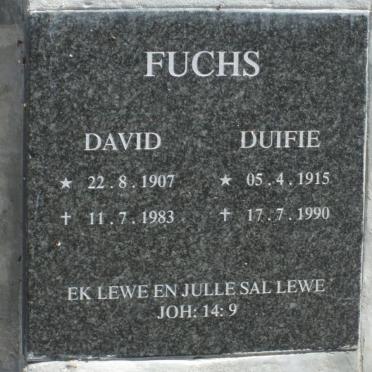 FUCHS
DAVID DUIFIE
★ 22.8.1907 ★ 05.4.1915
✝ 11.7.1983 ✝ 17.7.1990
EK LEWE EN JULLE SAL LEWE
JOH: 14: 9